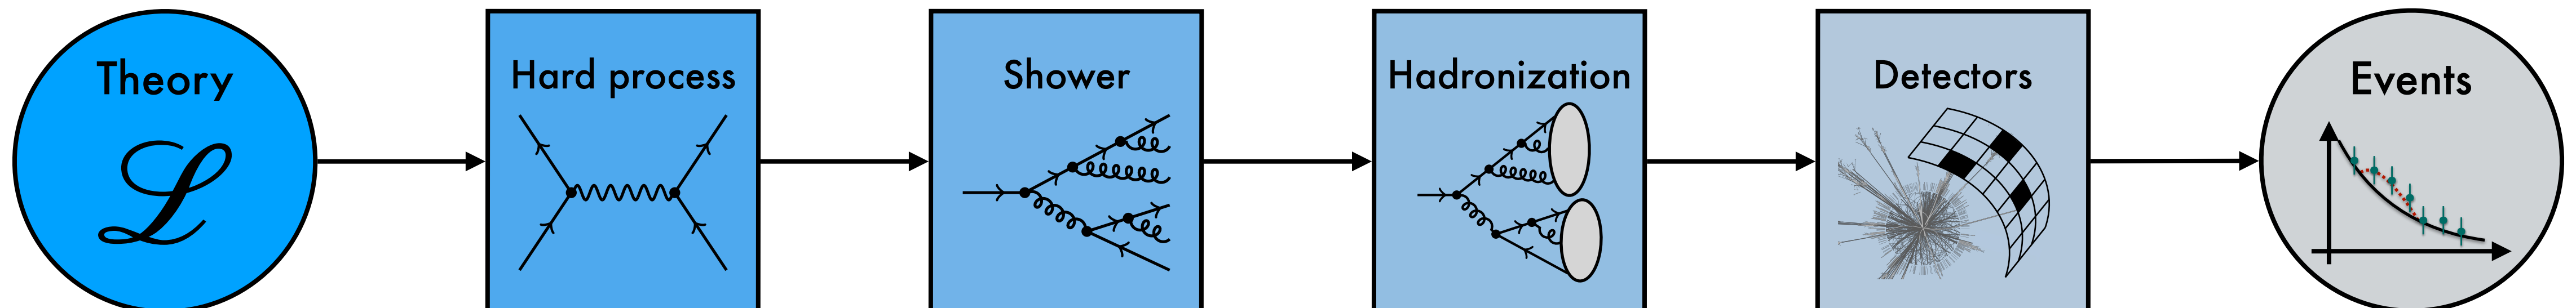 Theory
ℒ
Hard process
Shower
Hadronization
Detectors
Events